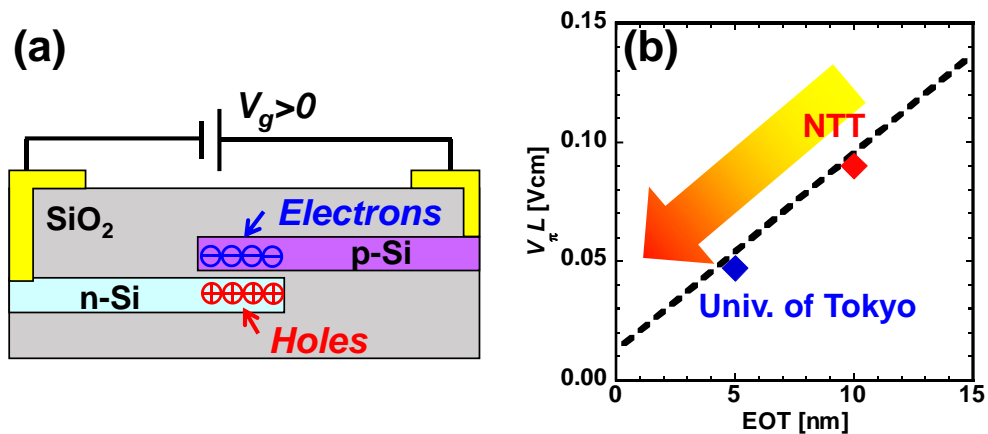 (a)
V_g>0
SiO₂
Electrons
p-Si
n-Si
Holes
(b)
0.15
0.10
0.05
0.00
V_π L [Vcm]
NTT
Univ. of Tokyo
0
5
10
15
EOT [nm]